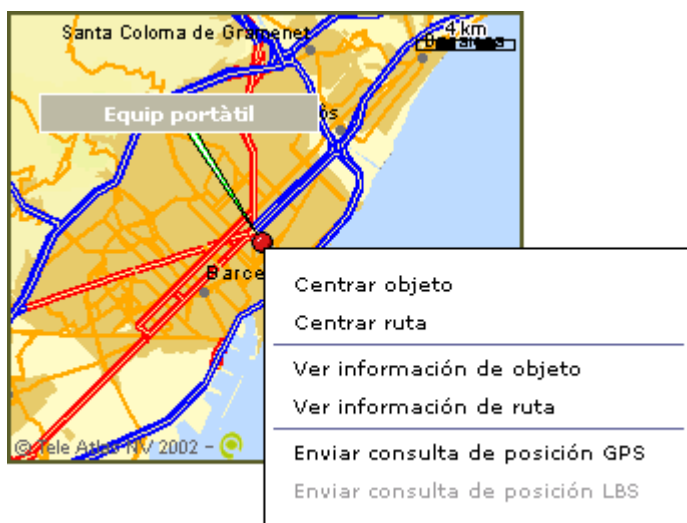 Santa Coloma de Gramenet
4 km
Equip portàtil
Barce
Centrar objeto
Centrar ruta
Ver información de objeto
Ver información de ruta
Enviar consulta de posición GPS
Enviar consulta de posición LBS
© Tele Atlas NV 2002 -